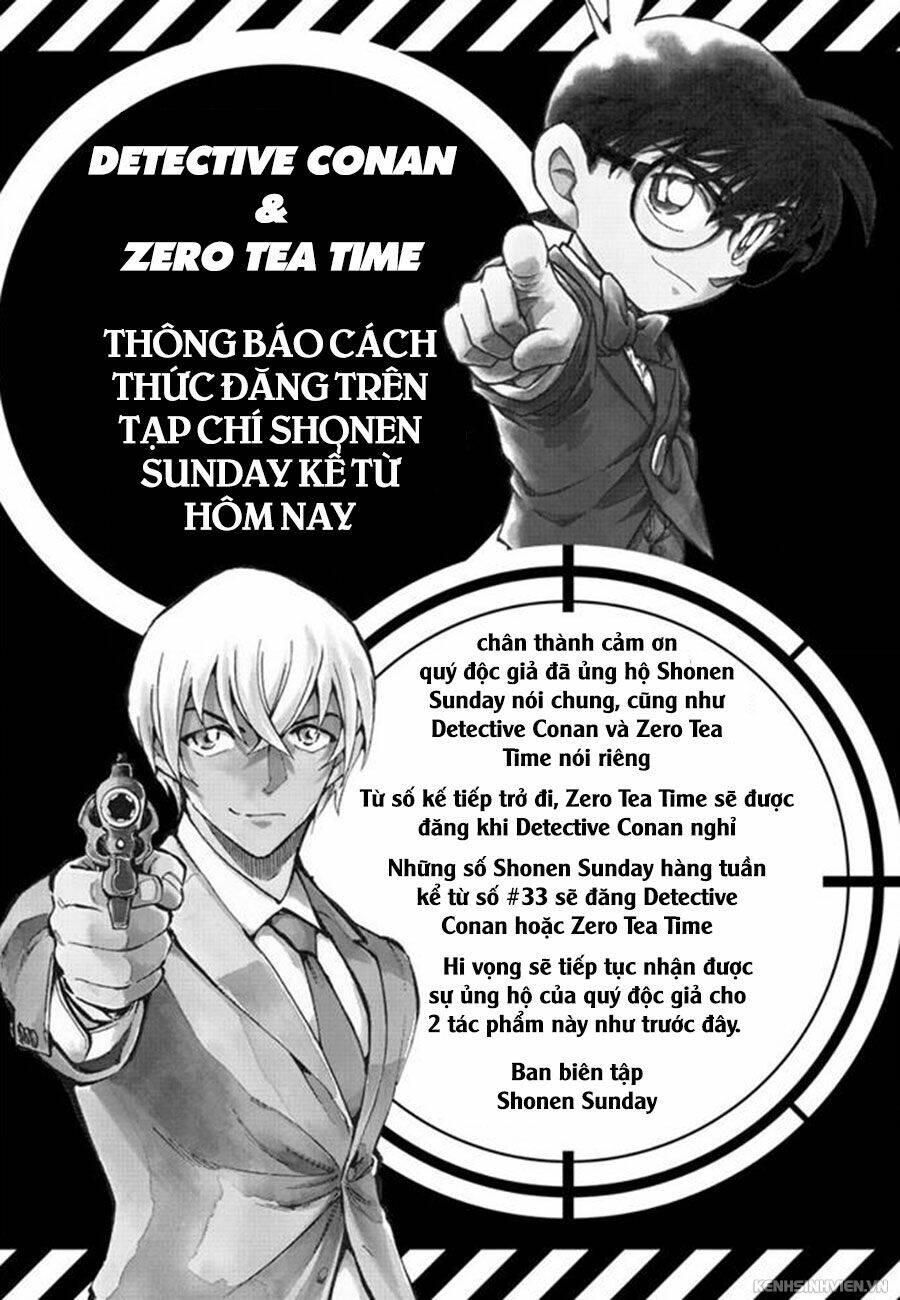 DETECTIVE CONAN
&
ZERO TEA TIME
THÔNG BÁO CÁCH
THỨC ĐĂNG TRÊN
TẠP CHÍ SHONEN
SUNDAY KỂ TỪ
HÔM NAY
chân thành cảm ơn
quý độc giả đã ủng hộ Shonen
Sunday nói chung, cũng như
Detective Conan và Zero Tea
Time nói riêng
Từ số kế tiếp trở đi, Zero Tea Time sẽ được
đăng khi Detective Conan nghỉ
Những số Shonen Sunday hàng tuần
kể từ số #33 sẽ đăng Detective
Conan hoặc Zero Tea Time
Hi vọng sẽ tiếp tục nhận được
sự ủng hộ của quý độc giả cho
2 tác phẩm này như trước đây.
Ban biên tập
Shonen Sunday
KENHSINHVIEN.VN